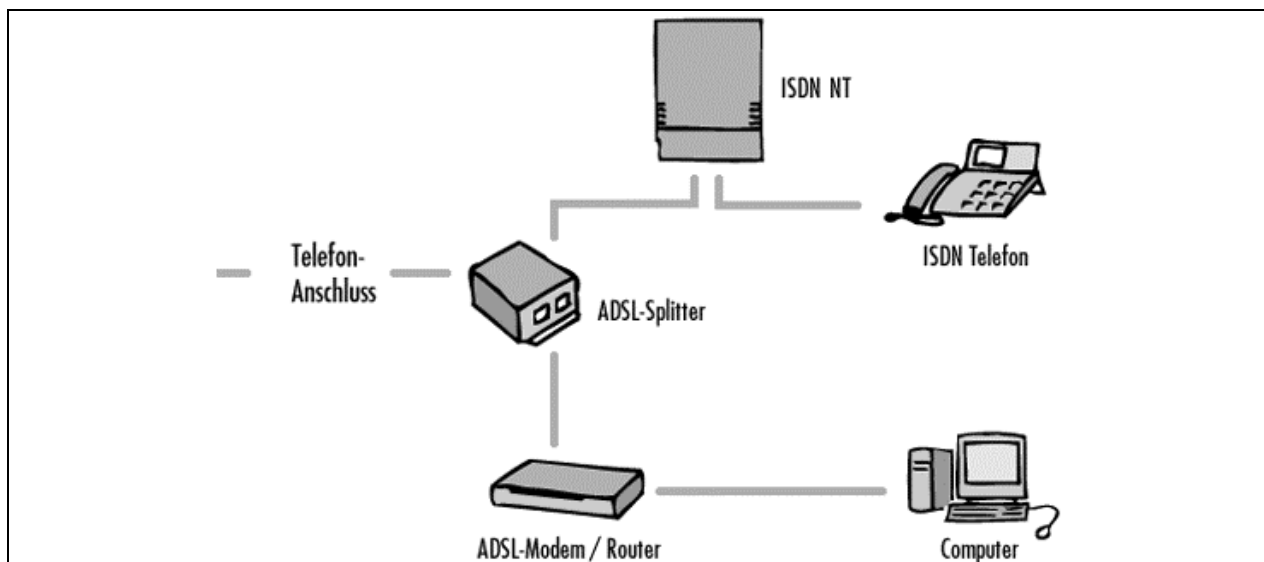 ISDN NT
ISDN Telefon
Telefon-
Anschluss
ADSL-Splitter
ADSL-Modem / Router
Computer